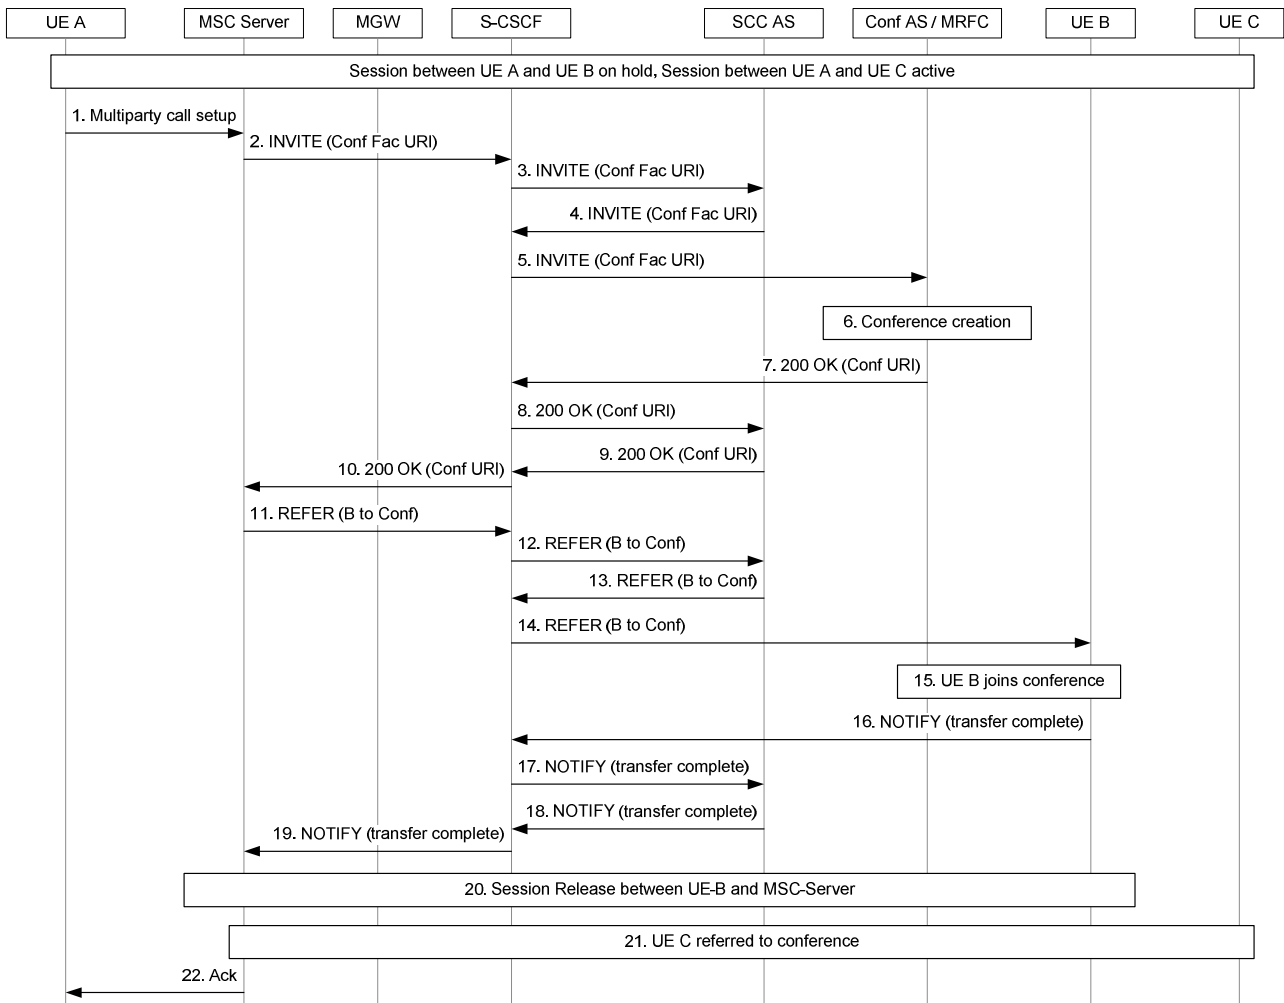 UE A
MSC Server
MGW
S-CSCF
SCC AS
Conf AS / MRFC
UE B
UE C
Session between UE A and UE B on hold, Session between UE A and UE C active
1. Multiparty call setup
2. INVITE (Conf Fac URI)
3. INVITE (Conf Fac URI)
4. INVITE (Conf Fac URI)
5. INVITE (Conf Fac URI)
6. Conference creation
7. 200 OK (Conf URI)
8. 200 OK (Conf URI)
9. 200 OK (Conf URI)
10. 200 OK (Conf URI)
11. REFER (B to Conf)
12. REFER (B to Conf)
13. REFER (B to Conf)
14. REFER (B to Conf)
15. UE B joins conference
16. NOTIFY (transfer complete)
17. NOTIFY (transfer complete)
18. NOTIFY (transfer complete)
19. NOTIFY (transfer complete)
20. Session Release between UE-B and MSC-Server
21. UE C referred to conference
22. Ack